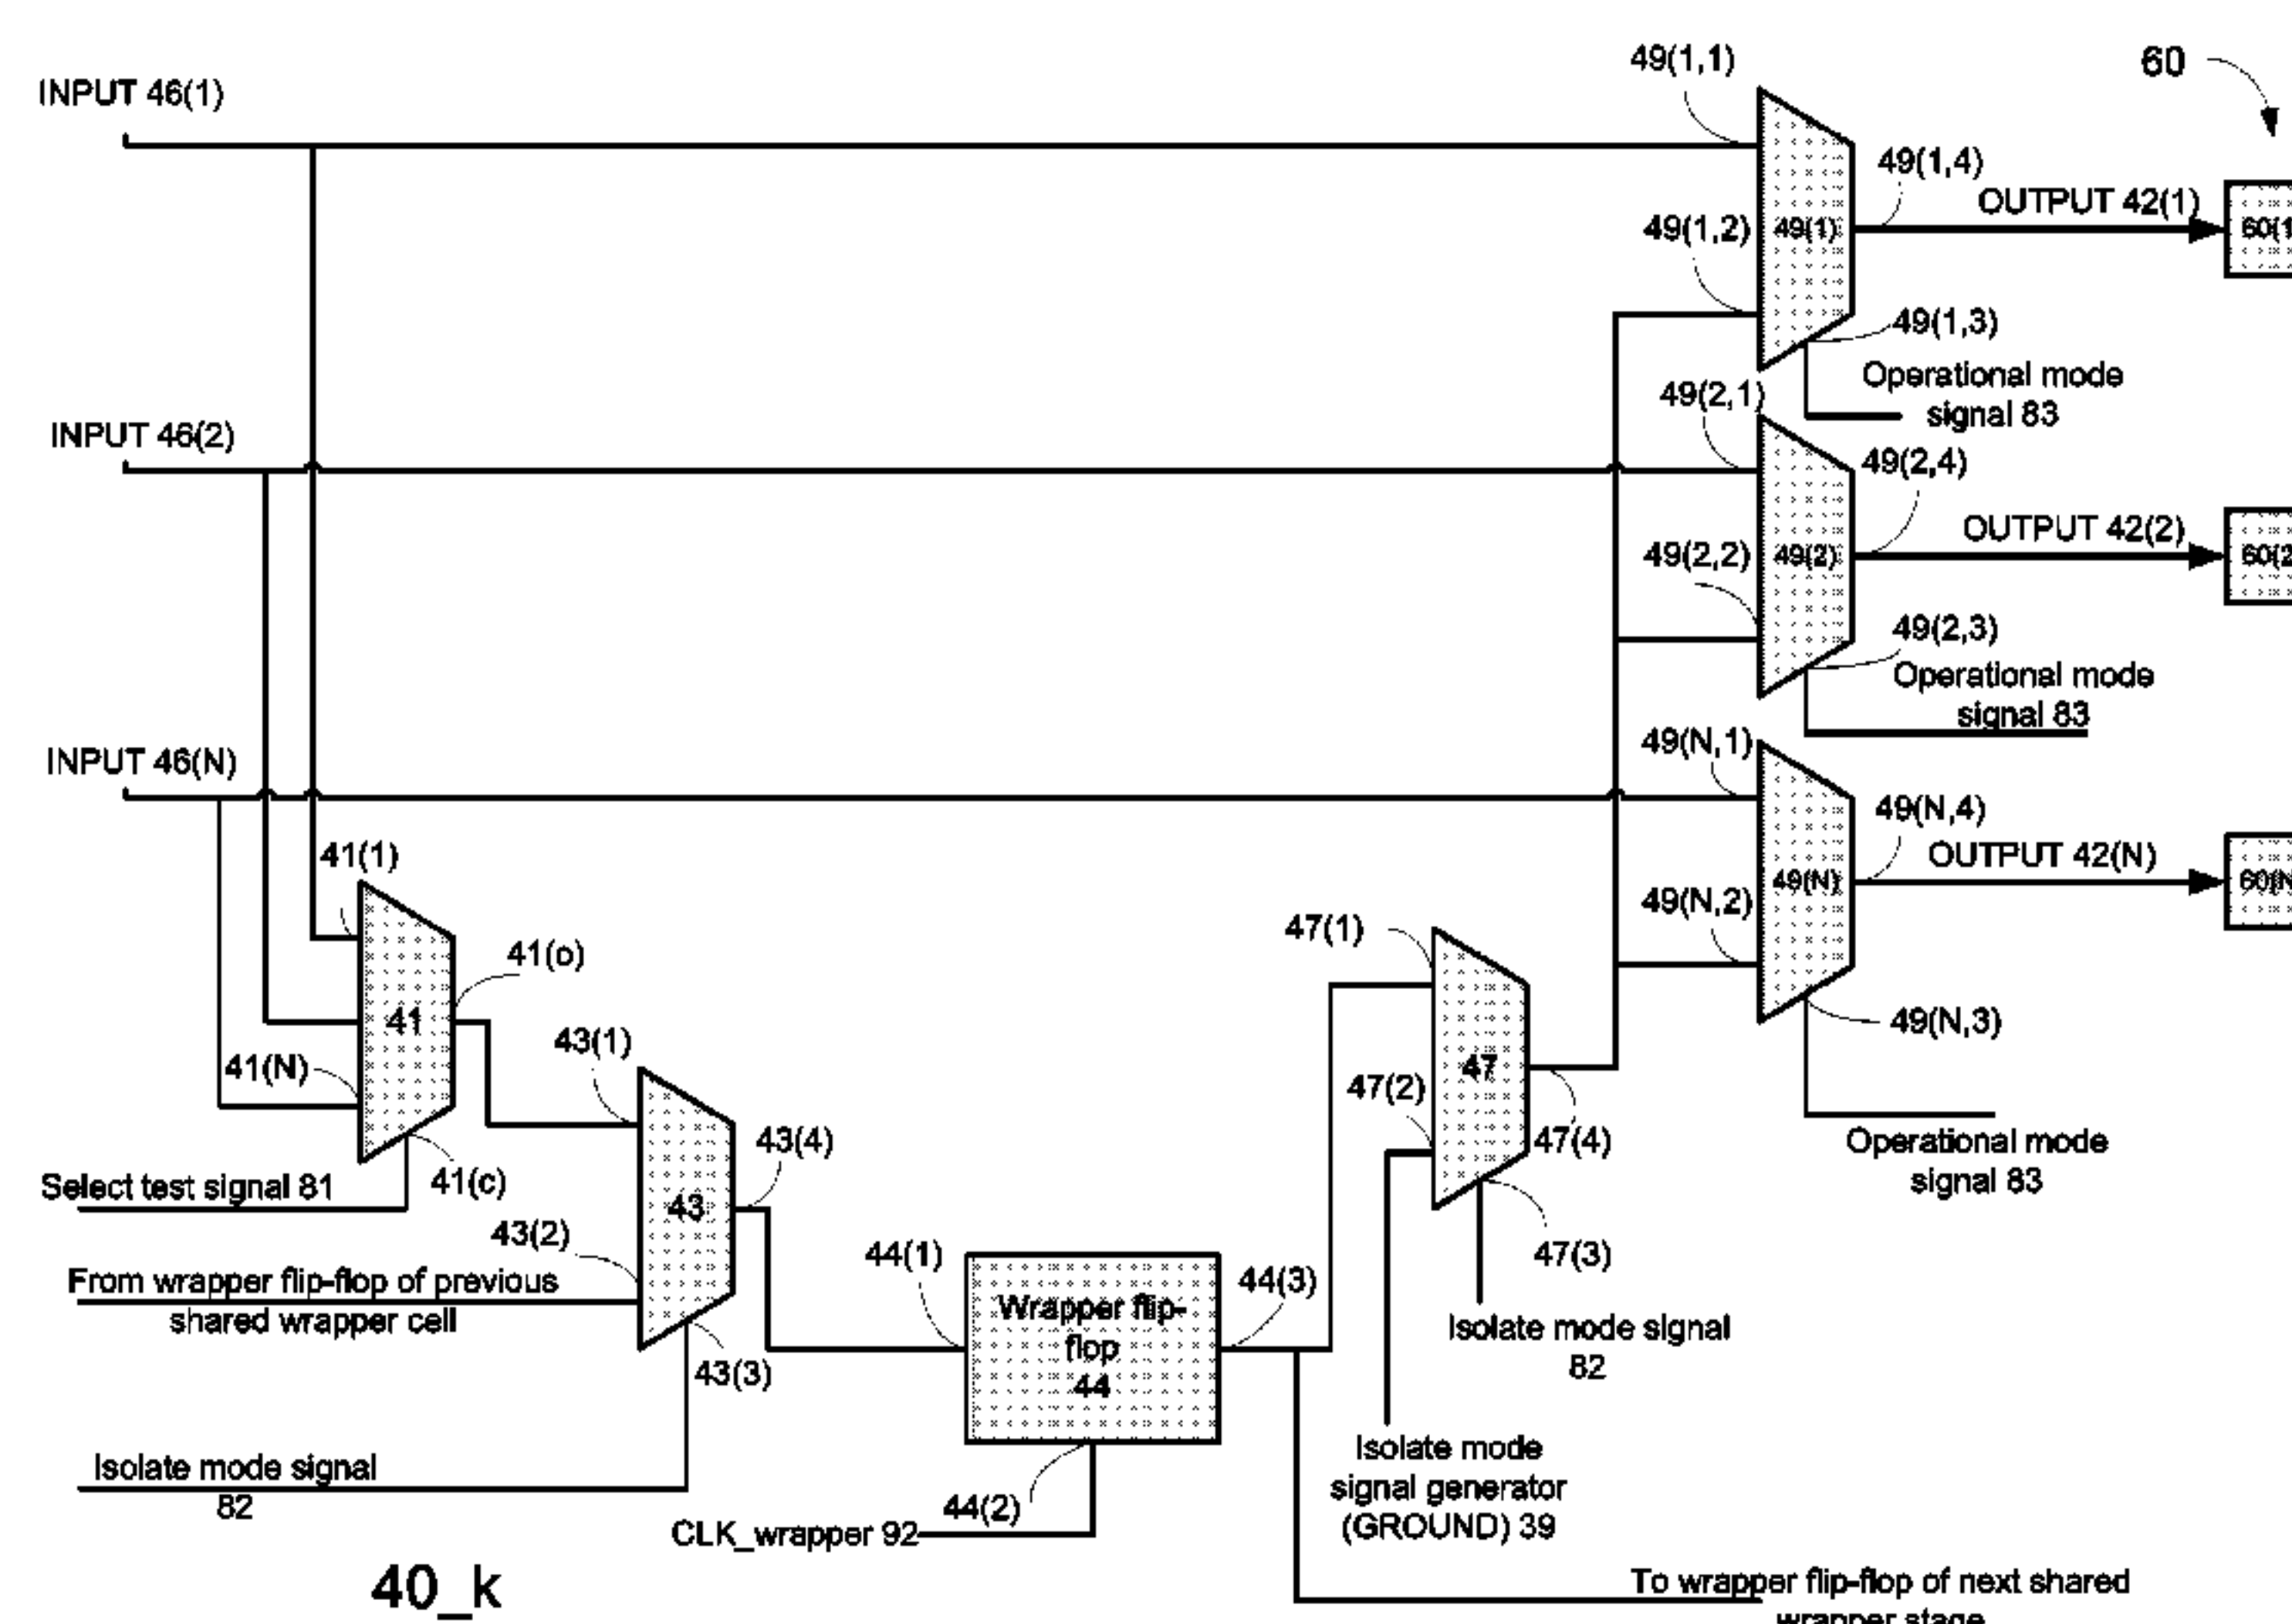 49(1,1)
60
INPUT 46(1)
49(1,4)
OUTPUT 42(1)
49(1,2)
49(1)
60(1
49(1,3)
Operational mode
signal 83
49(2,1)
INPUT 46(2)
49(2,4)
OUTPUT 42(2)
49(2,2)
49(2)
60(2
49(2,3)
Operational mode
signal 83
49(N,1)
INPUT 46(N)
49(N,4)
OUTPUT 42(N)
49(N,2)
49(N)
60(N
49(N,3)
Operational mode
signal 83
41(1)
41(o)
41
41(N)
41(c)
Select test signal 81
43(1)
43(4)
43
43(2)
From wrapper flip-flop of previous
shared wrapper cell
43(3)
Isolate mode signal
82
44(1)
Wrapper flip-
flop
44
44(3)
44(2)
CLK_wrapper 92
47(1)
47
47(2)
47(4)
47(3)
Isolate mode signal
82
Isolate mode
signal generator
(GROUND) 39
To wrapper flip-flop of next shared
wrapper stage
40_k